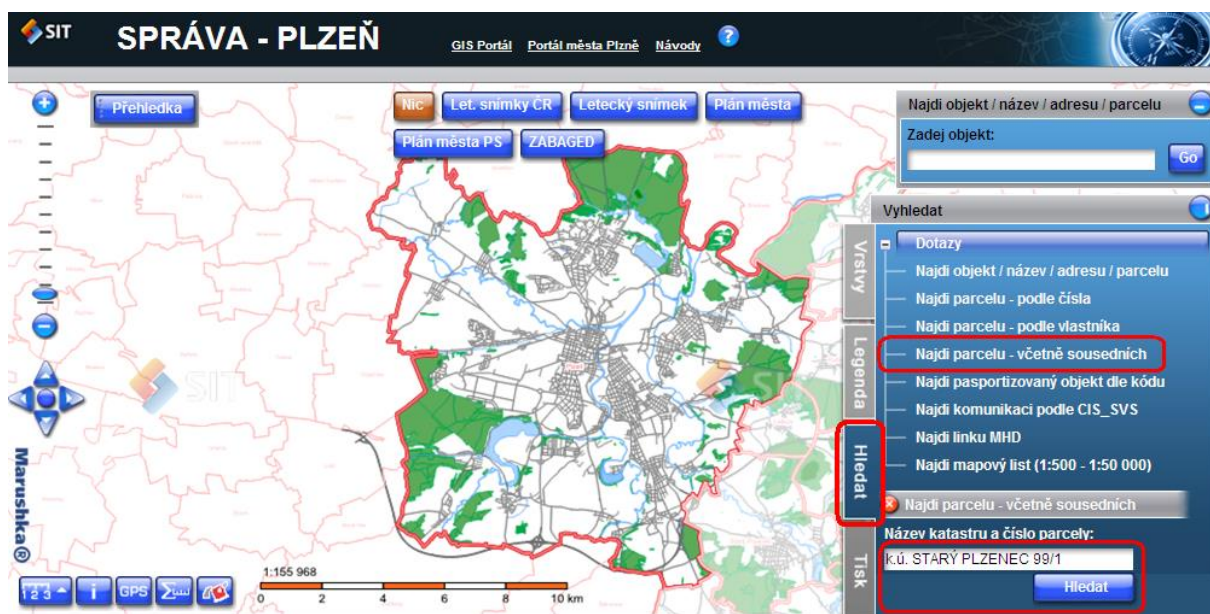 SIT
SPRÁVA - PLZEŇ
GIS Portál Portál města Plzně Návody ?
Přehledka
Nic Let. snímky ČR Letecký snímek Plán města
Plán města PS ZABAGED
Najdi objekt / název / adresu / parcelu
Zadej objekt:
Go
Vyhledat
Dotazy
Najdi objekt / název / adresu / parcelu
Najdi parcelu - podle čísla
Najdi parcelu - podle vlastníka
Najdi parcelu - včetně sousedních
Najdi pasportizovaný objekt dle kódu
Najdi komunikaci podle CIS_SVS
Najdi linku MHD
Najdi mapový list (1:500 - 1:50 000)
Najdi parcelu - včetně sousedních
Název katastru a číslo parcely:
k.ú. STARÝ PLZENEC 99/1
Hledat
Vrstvy
Legenda
Hledat
Tisk
SIT
SIT
Marushka®
1 2 3
i
GPS
Σ
1:155 968
0 2 4 6 8 10 km